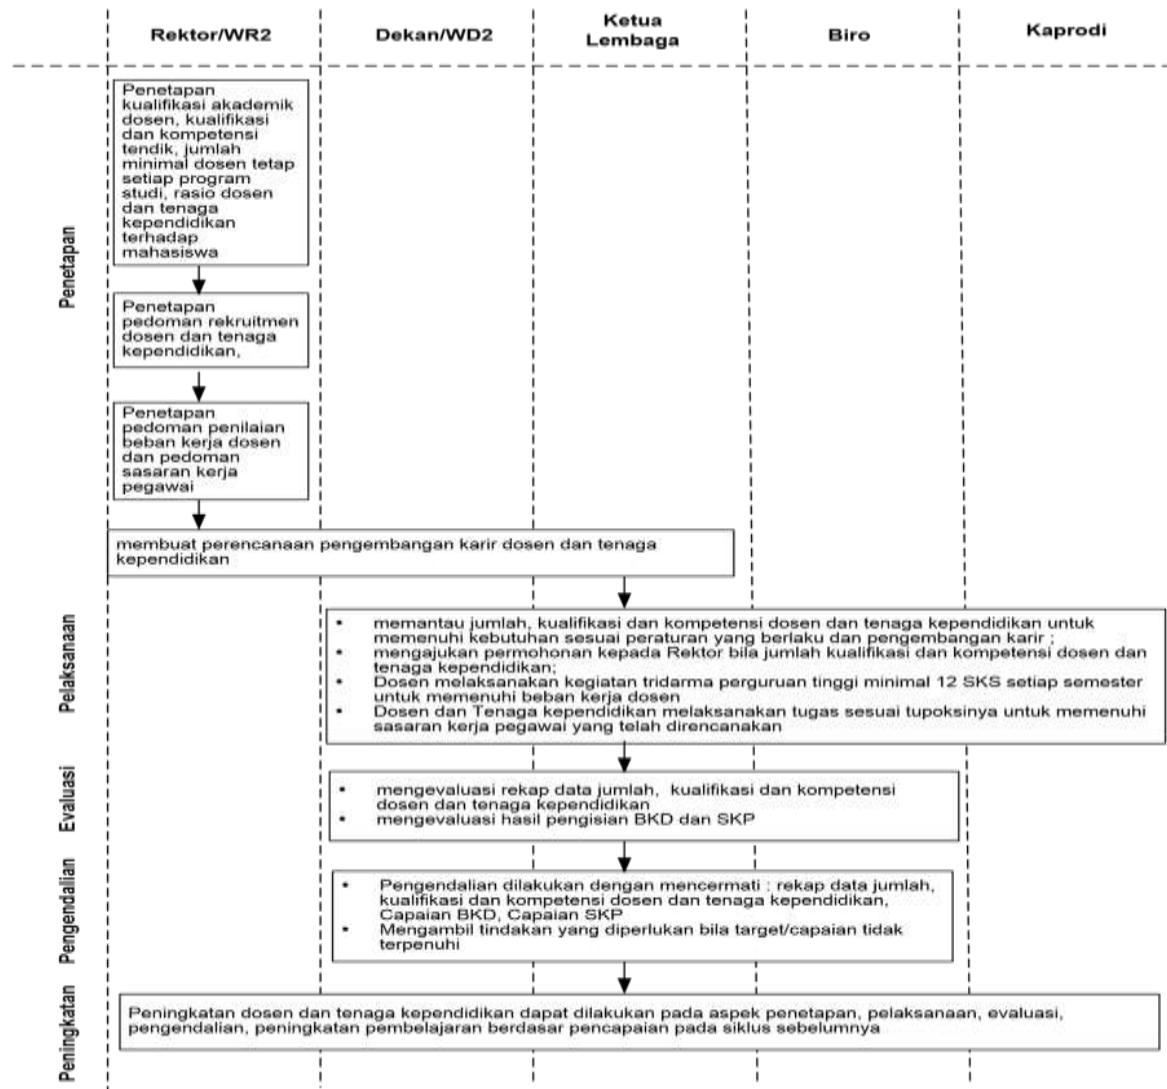 Rektor/WR2
Dekan/WD2
Ketua
Lembaga
Biro
Kaprodi
Penetapan
Penetapan
kualifikasi akademik
dosen, kualifikasi
dan kompetensi
tendik, jumlah
minimal dosen tetap
setiap program
studi, rasio dosen
dan tenaga
kependidikan
terhadap
mahasiswa
Penetapan
pedoman rekruitmen
dosen dan tenaga
kependidikan,
Penetapan
pedoman penilaian
beban kerja dosen
dan pedoman
sasaran kerja
pegawai
membuat perencanaan pengembangan karir dosen dan tenaga
kependidikan
Pelaksanaan
• memantau jumlah, kualifikasi dan kompetensi dosen dan tenaga kependidikan untuk
memenuhi kebutuhan sesuai peraturan yang berlaku dan pengembangan karir ;
• mengajukan permohonan kepada Rektor bila jumlah kualifikasi dan kompetensi dosen dan
tenaga kependidikan;
• Dosen melaksanakan kegiatan tridarma perguruan tinggi minimal 12 SKS setiap semester
untuk memenuhi beban kerja dosen
• Dosen dan Tenaga kependidikan melaksanakan tugas sesuai tupoksinya untuk memenuhi
sasaran kerja pegawai yang telah direncanakan
Evaluasi
• mengevaluasi rekap data jumlah, kualifikasi dan kompetensi
dosen dan tenaga kependidikan
• mengevaluasi hasil pengisian BKD dan SKP
Pengendalian
• Pengendalian dilakukan dengan mencermati : rekap data jumlah,
kualifikasi dan kompetensi dosen dan tenaga kependidikan,
Capaian BKD, Capaian SKP
• Mengambil tindakan yang diperlukan bila target/capaian tidak
terpenuhi
Peningkatan
Peningkatan dosen dan tenaga kependidikan dapat dilakukan pada aspek penetapan, pelaksanaan, evaluasi,
pengendalian, peningkatan pembelajaran berdasar pencapaian pada siklus sebelumnya